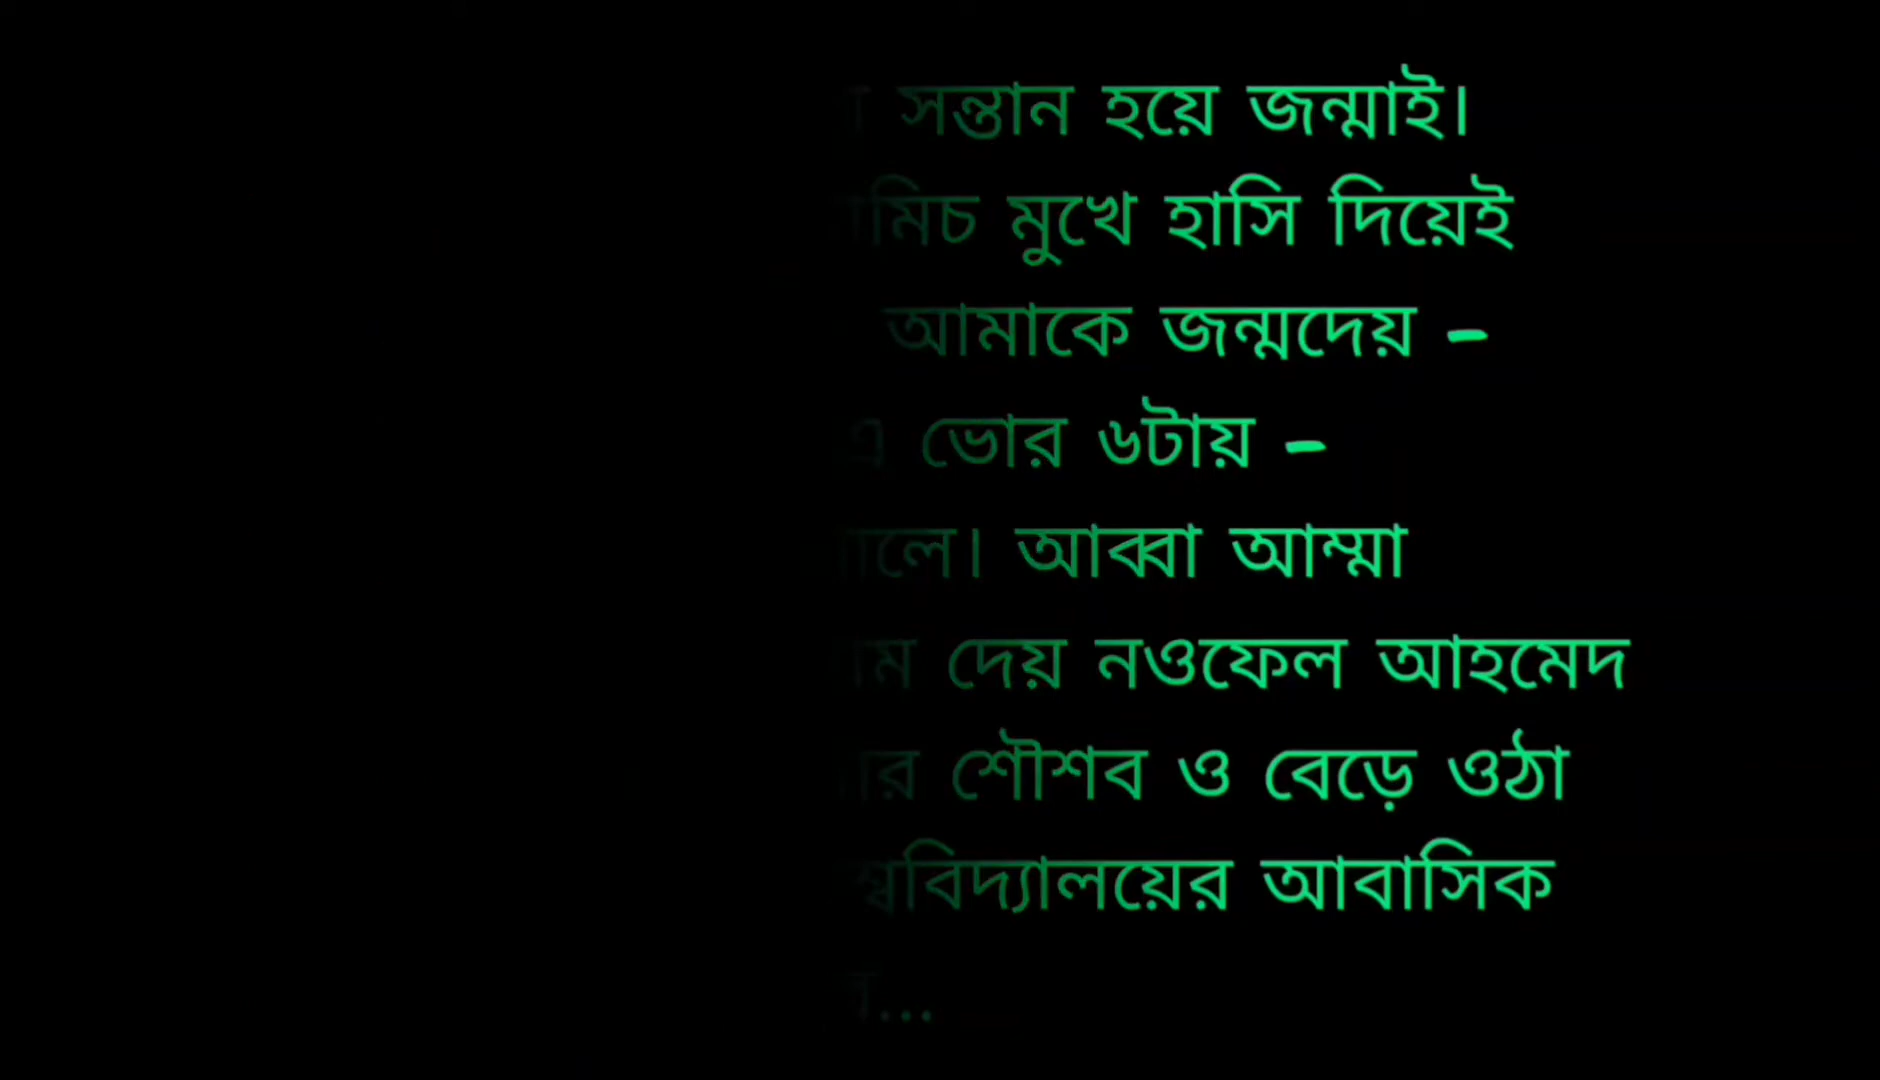 সন্তান হয়ে জন্মাই।
মুখে হাসি দিয়েই
আমাকে জন্মদেয় –
এ ভোর ৬টায় –
আব্বা আম্মা
দেয় নওফেল আহমেদ
শৌশব ও বেড়ে ওঠা
আবাসিক